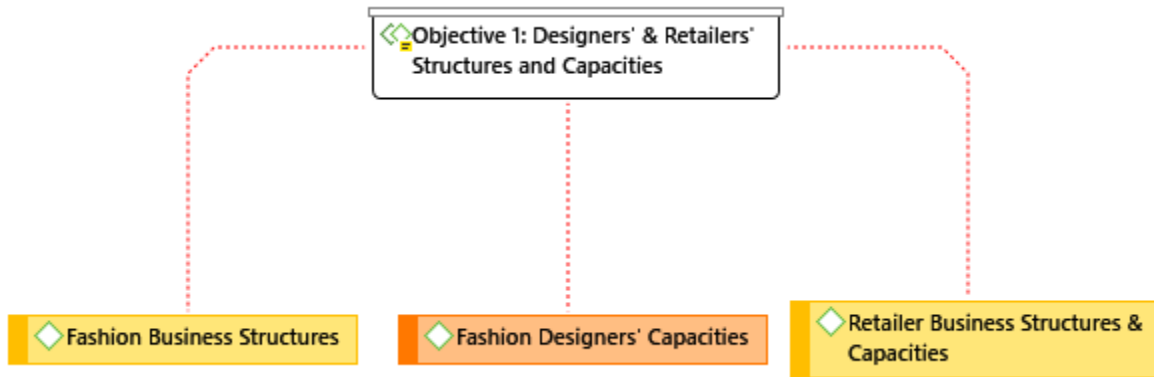 Objective 1: Designers' & Retailers'
Structures and Capacities
Fashion Business Structures
Fashion Designers' Capacities
Retailer Business Structures &
Capacities